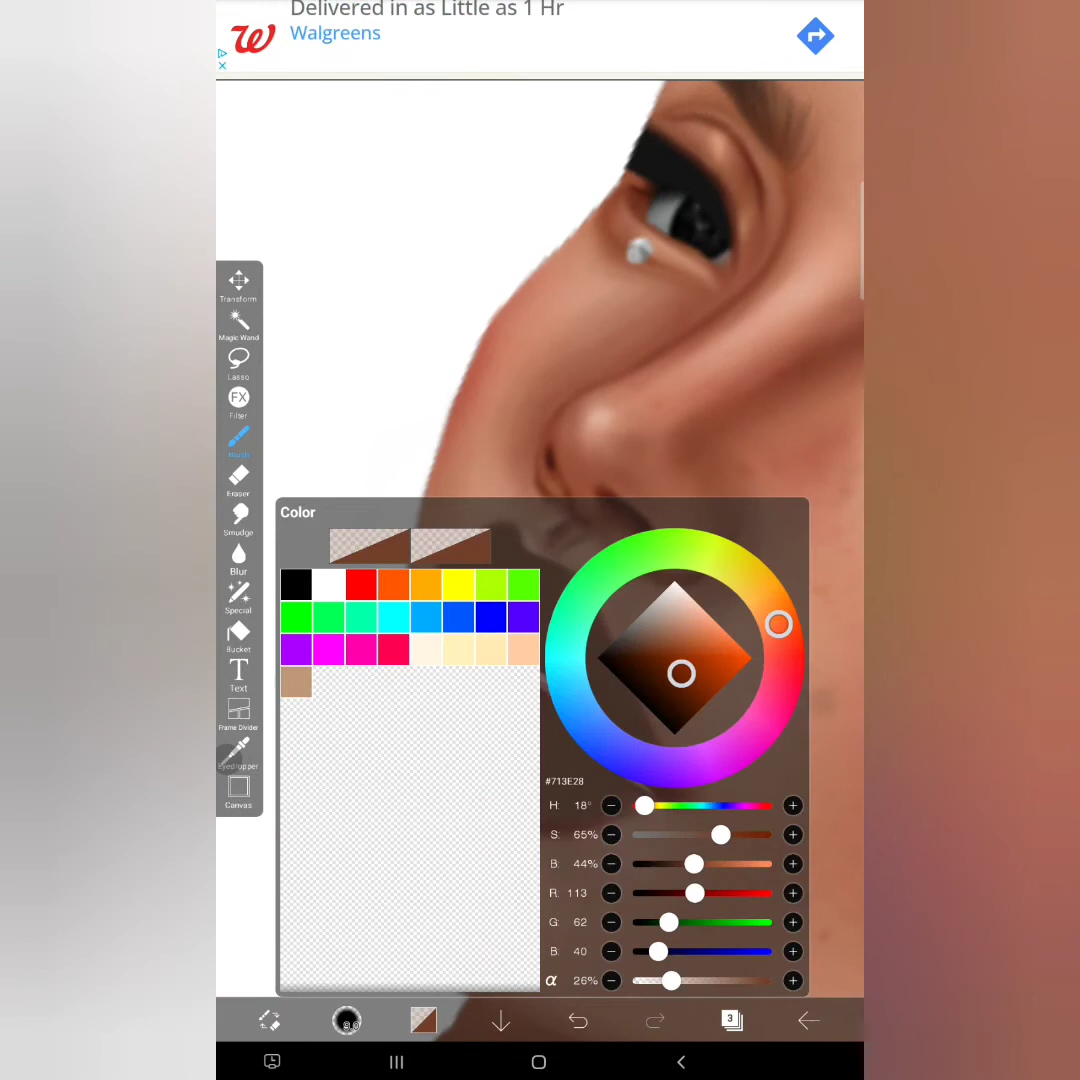 Delivered in as Little as 1 Hr
Walgreens
Transform
Magic Wand
Lasso
FX
Filter
Brush
Eraser
Smudge
Blur
Special
Bucket
T
Text
Frame Divider
Eyedropper
Canvas
Color
#713E28
H: 18°
S: 65%
B: 44%
R: 113
G: 62
B: 40
α 26%
3